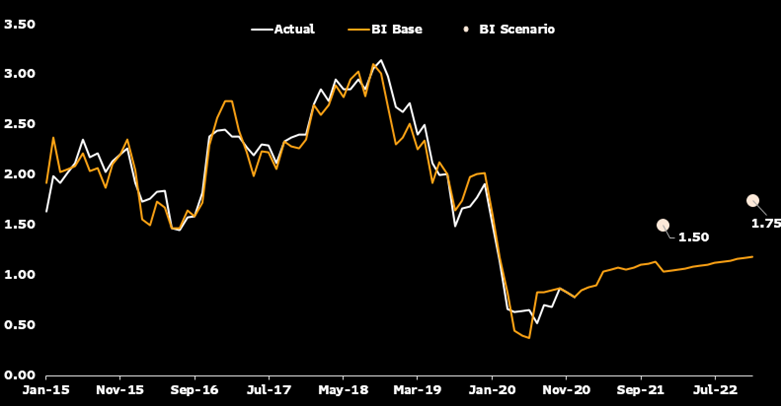 3.50
Actual
BI Base
BI Scenario
3.00
2.50
2.00
1.75
1.50
1.50
1.00
0.50
0.00
Jan-15 Nov-15 Sep-16 Jul-17 May-18 Mar-19 Jan-20 Nov-20 Sep-21 Jul-22